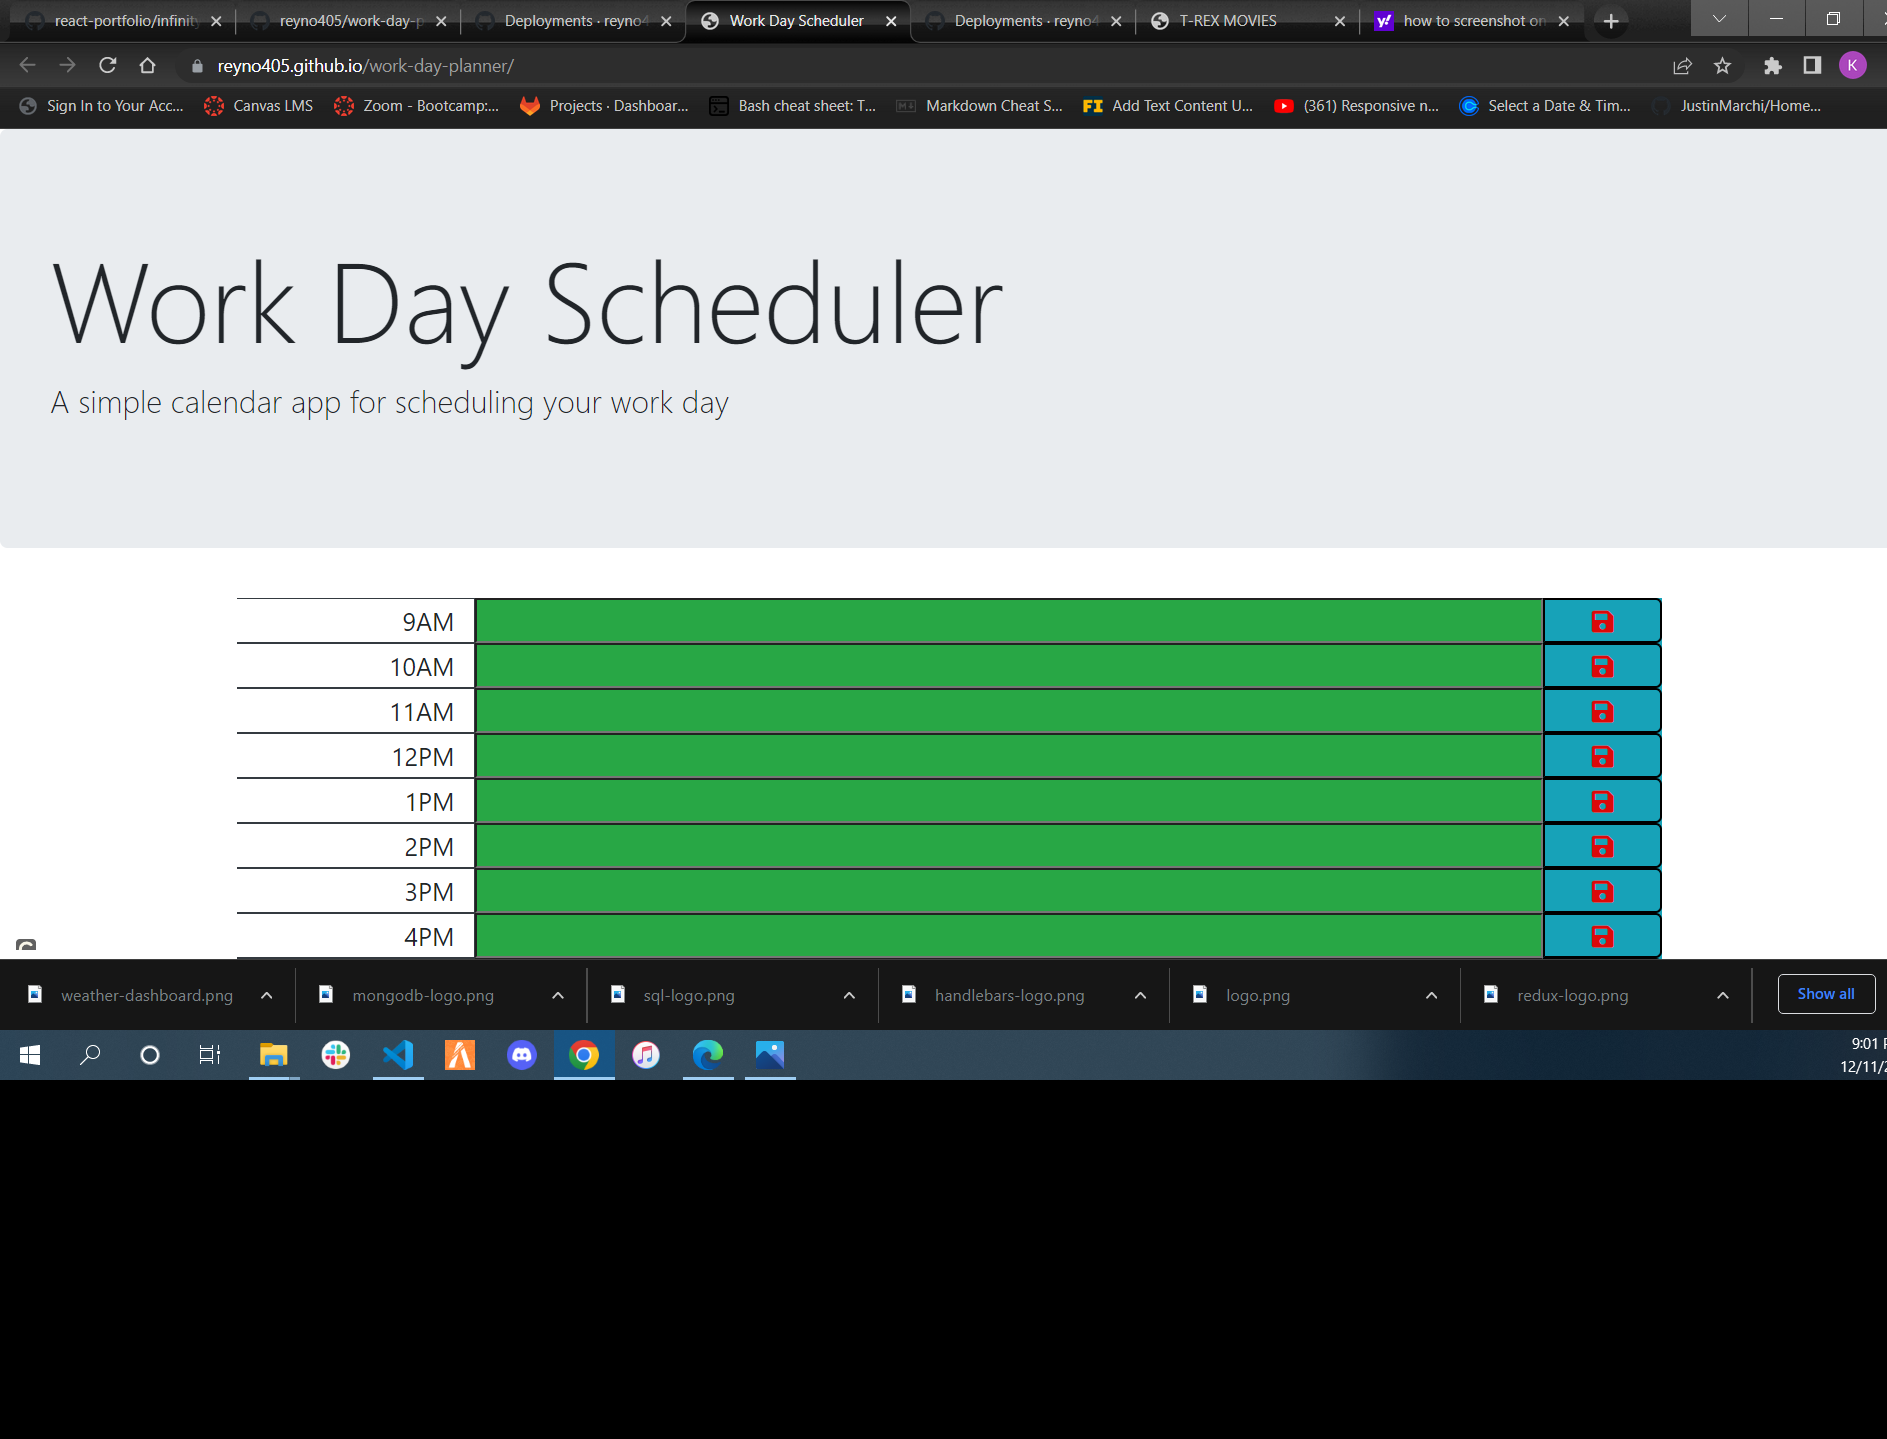 react-portfolio/infinit
reyno405/work-day-p
Deployments · reyno4
Work Day Scheduler
Deployments · reyno4
T-REX MOVIES
how to screenshot on
reyno405.github.io/work-day-planner/
K
Sign In to Your Acc...
Canvas LMS
Zoom - Bootcamp:...
Projects · Dashboar...
Bash cheat sheet: T...
Markdown Cheat S...
FI
Add Text Content U...
(361) Responsive n...
Select a Date & Tim...
JustinMarchi/Home...
Work Day Scheduler
A simple calendar app for scheduling your work day
9AM
10AM
11AM
12PM
1PM
2PM
3PM
4PM
weather-dashboard.png
mongodb-logo.png
sql-logo.png
handlebars-logo.png
logo.png
redux-logo.png
Show all
9:01
12/11/2